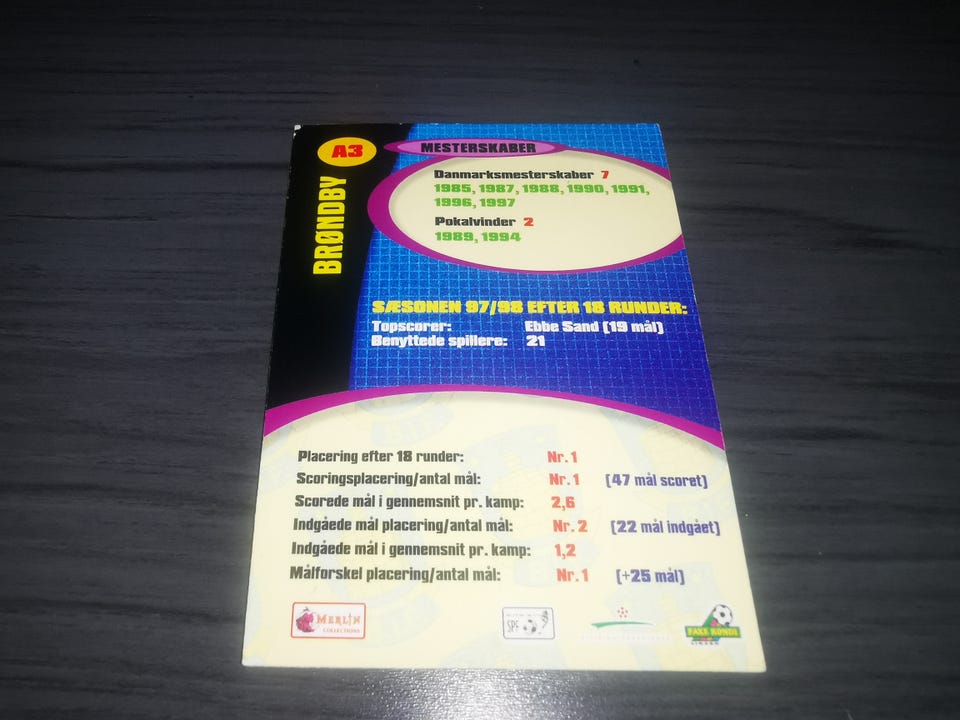 A3
BRØNDBY
MESTERSKABER
Danmarksmesterskaber 7
1985, 1987, 1988, 1990, 1991,
1996, 1997
Pokalvinder 2
1989, 1994
SÆSONEN 97/98 EFTER 18 RUNDER:
Topscorer: Ebbe Sand (19 mål)
Benyttede spillere: 21
Placering efter 18 runder: Nr. 1
Scoringsplacering/antal mål: Nr. 1 (47 mål scoret)
Scorede mål i gennemsnit pr. kamp: 2,6
Indgåede mål placering/antal mål: Nr. 2 (22 mål indgået)
Indgåede mål i gennemsnit pr. kamp: 1,2
Målforskel placering/antal mål: Nr. 1 (+25 mål)
MERLIN
COLLECTIONS
SPF
FAXE KONDI
LIGAEN